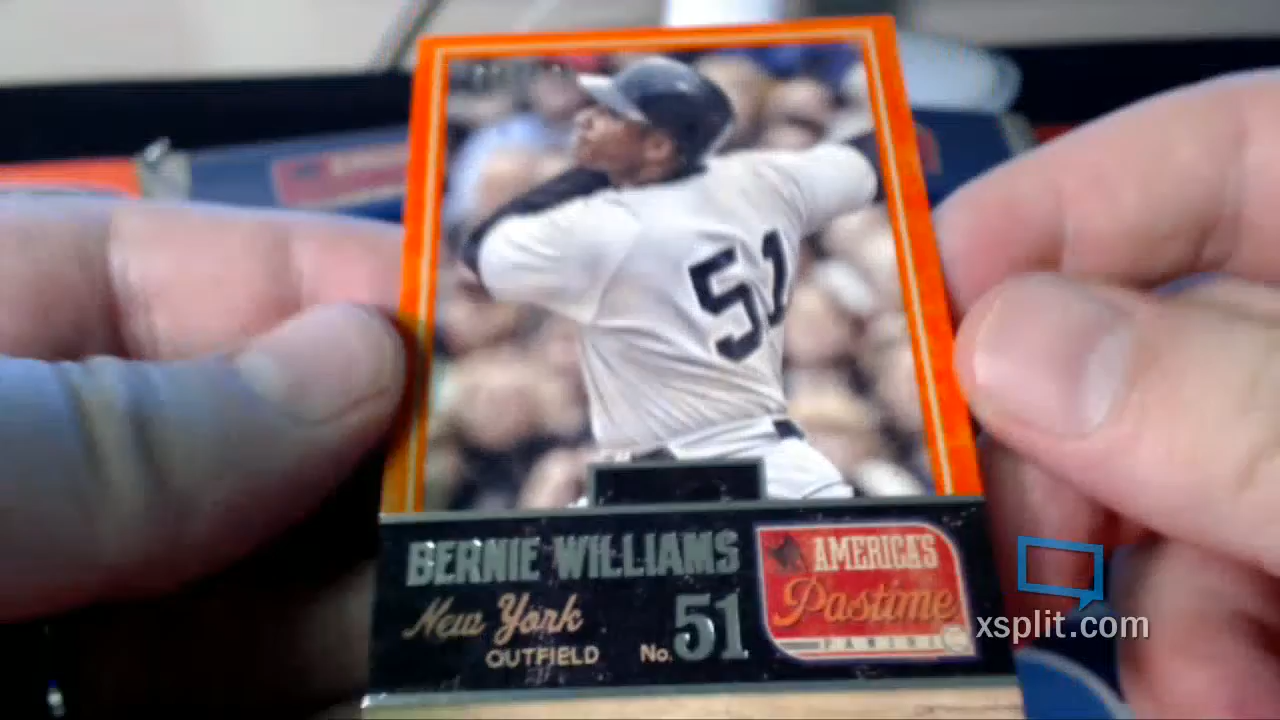 51
BERNIE WILLIAMS
New York
OUTFIELD
No. 51
AMERICA'S
Pastime
PANINI
xsplit.com